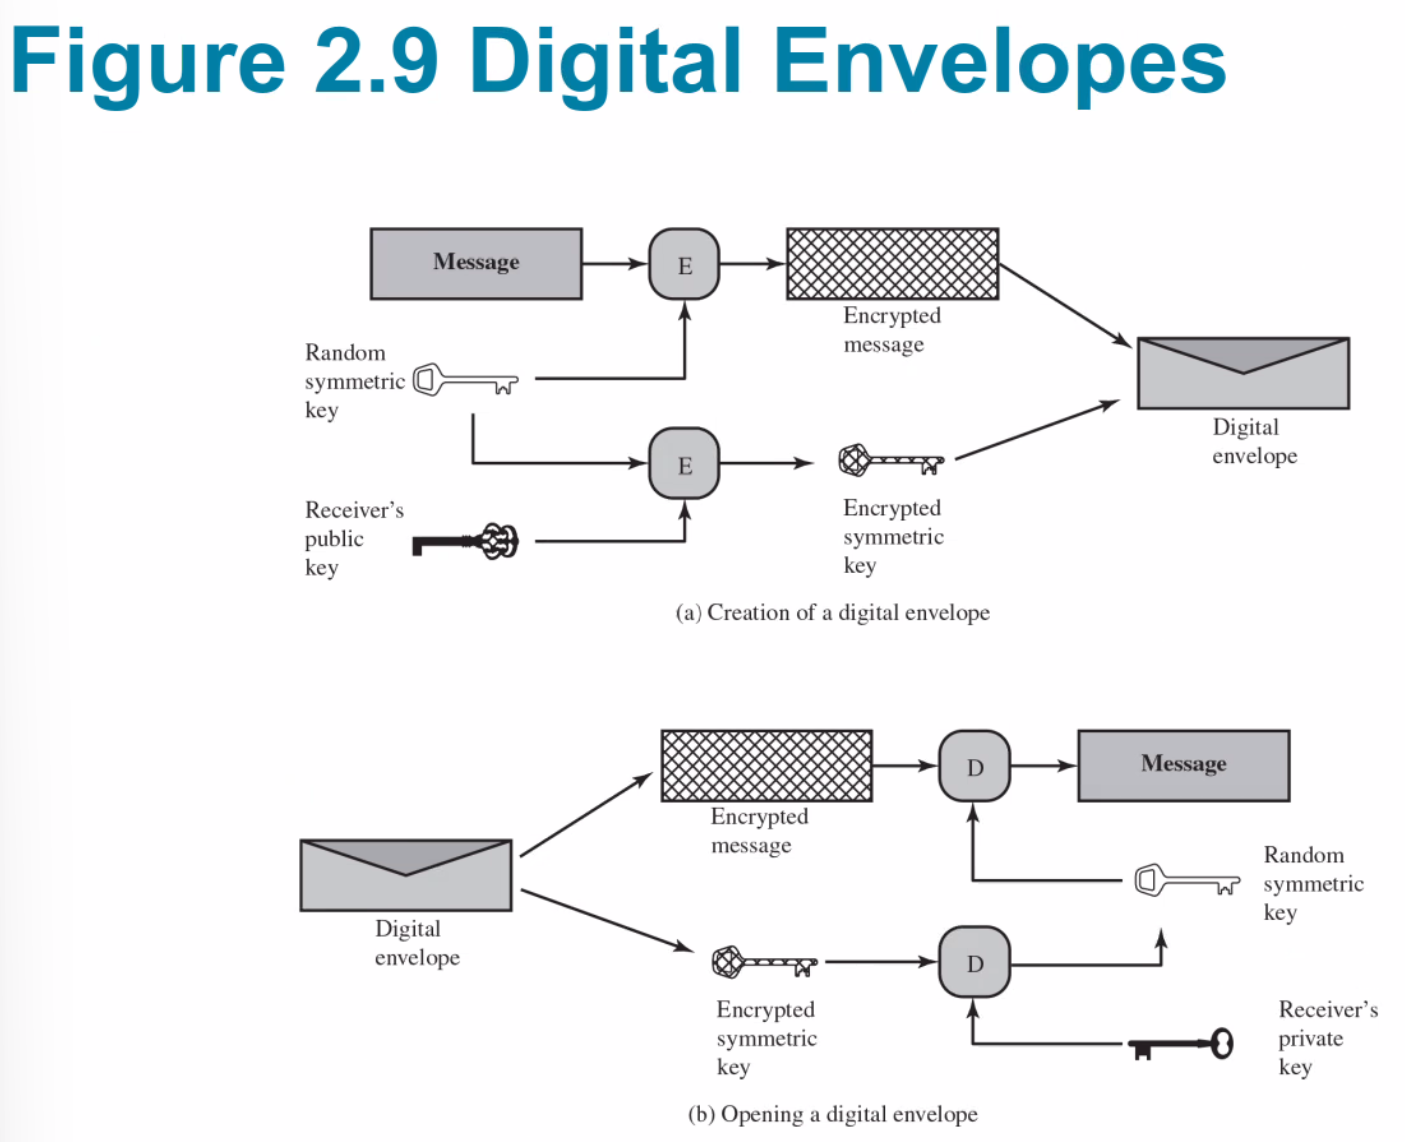 Figure 2.9 Digital Envelopes
Message
E
Encrypted
message
Random
symmetric
key
Digital
envelope
E
Encrypted
symmetric
key
Receiver’s
public
key
(a) Creation of a digital envelope
Encrypted
message
D
Message
Random
symmetric
key
Digital
envelope
D
Encrypted
symmetric
key
Receiver’s
private
key
(b) Opening a digital envelope